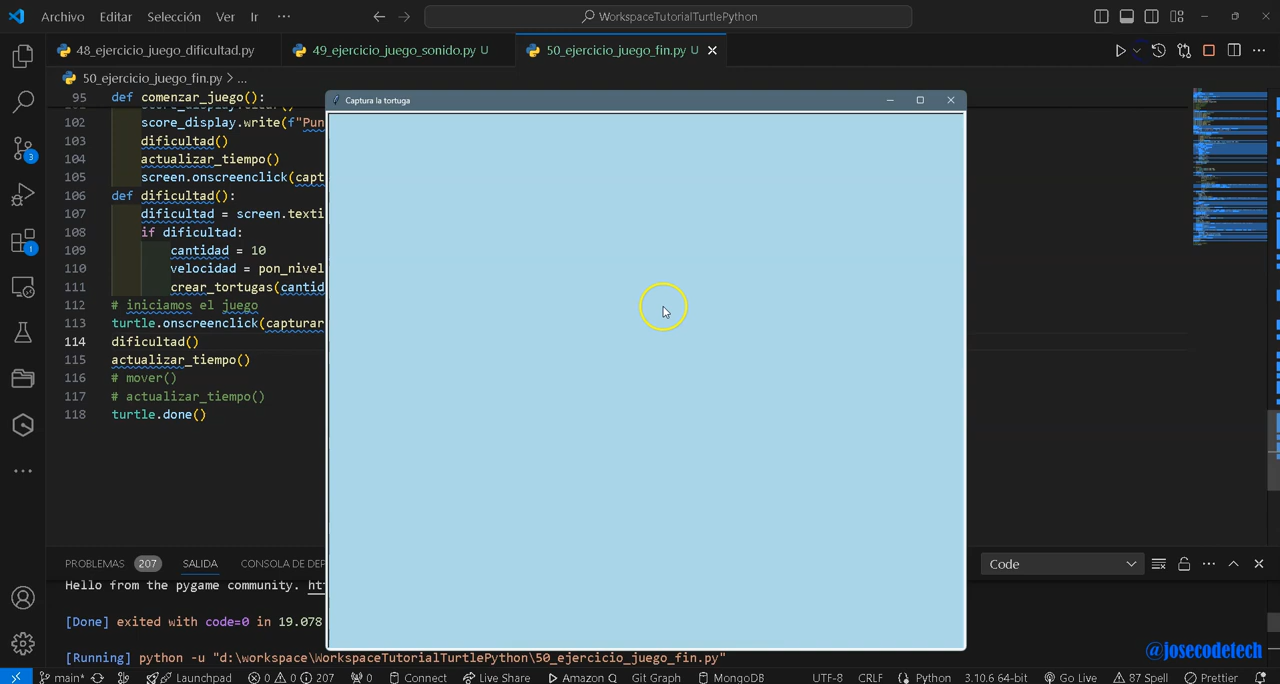 Archivo Editar Selección Ver Ir ··· WorkspaceTutorialTurtlePython
48_ejercicio_juego_dificultad.py 49_ejercicio_juego_sonido.py U 50_ejercicio_juego_fin.py U
50_ejercicio_juego_fin.py > ...
95 def comenzar_juego():
Captura la tortuga
102 score_display.write(f"Pun
103 dificultad()
104 actualizar_tiempo()
105 screen.onscreenclick(capt
106 def dificultad():
107 dificultad = screen.texti
108 if dificultad:
109 cantidad = 10
110 velocidad = pon_nivel
111 crear_tortugas(cantid
112 # iniciamos el juego
113 turtle.onscreenclick(capturar
114 dificultad()
115 actualizar_tiempo()
116 # mover()
117 # actualizar_tiempo()
118 turtle.done()
3
1
PROBLEMAS 207 SALIDA CONSOLA DE DEP Code
Hello from the pygame community. ht
[Done] exited with code=0 in 19.078
[Running] python -u "d:\workspace\WorkspaceTutorialTurtlePython\50_ejercicio_juego_fin.py"
@josecodetech
main* Launchpad 0 0 207 0 Connect Live Share Amazon Q Git Graph MongoDB UTF-8 CRLF Python 3.10.6 64-bit Go Live 87 Spell Prettier